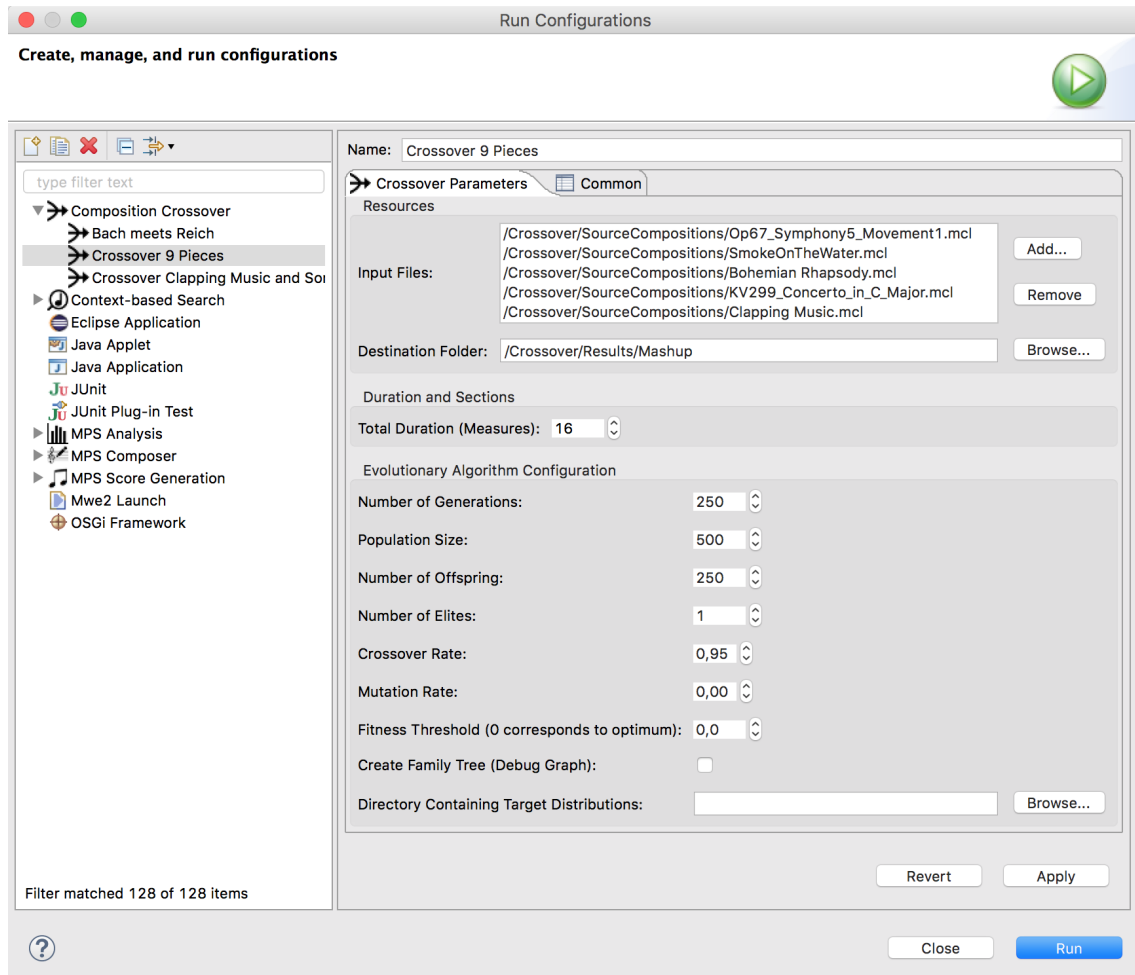 Run Configurations
Create, manage, and run configurations
type filter text
Composition Crossover
Bach meets Reich
Crossover 9 Pieces
Crossover Clapping Music and Sor
Context-based Search
Eclipse Application
Java Applet
Java Application
Ju JUnit
JU JUnit Plug-in Test
MPS Analysis
MPS Composer
MPS Score Generation
Mwe2 Launch
OSGi Framework
Filter matched 128 of 128 items
Name: Crossover 9 Pieces
Crossover Parameters Common
Resources
Input Files:
/Crossover/SourceCompositions/Op67_Symphony5_Movement1.mcl
/Crossover/SourceCompositions/SmokeOnTheWater.mcl
/Crossover/SourceCompositions/Bohemian Rhapsody.mcl
/Crossover/SourceCompositions/KV299_Concerto_in_C_Major.mcl
/Crossover/SourceCompositions/Clapping Music.mcl
Add...
Remove
Destination Folder: /Crossover/Results/Mashup Browse...
Duration and Sections
Total Duration (Measures): 16
Evolutionary Algorithm Configuration
Number of Generations: 250
Population Size: 500
Number of Offspring: 250
Number of Elites: 1
Crossover Rate: 0,95
Mutation Rate: 0,00
Fitness Threshold (0 corresponds to optimum): 0,0
Create Family Tree (Debug Graph):
Directory Containing Target Distributions: Browse...
Revert Apply
? Close Run